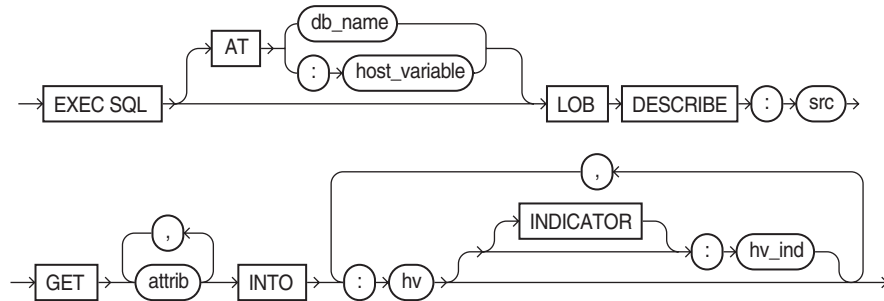 db_name
AT
: host_variable
EXEC SQL LOB DESCRIBE : src
,
, INDICATOR
: hv_ind
GET attrib INTO : hv